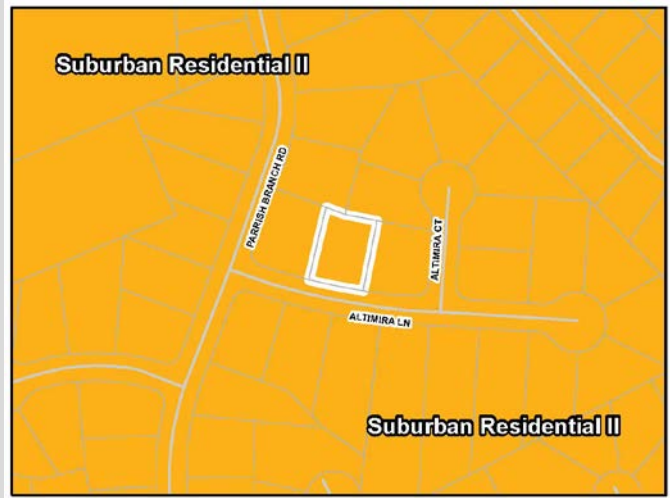 Suburban Residential II
PARRISH BRANCH RD
ALTIMIRA CT
ALTIMIRA LN
Suburban Residential II